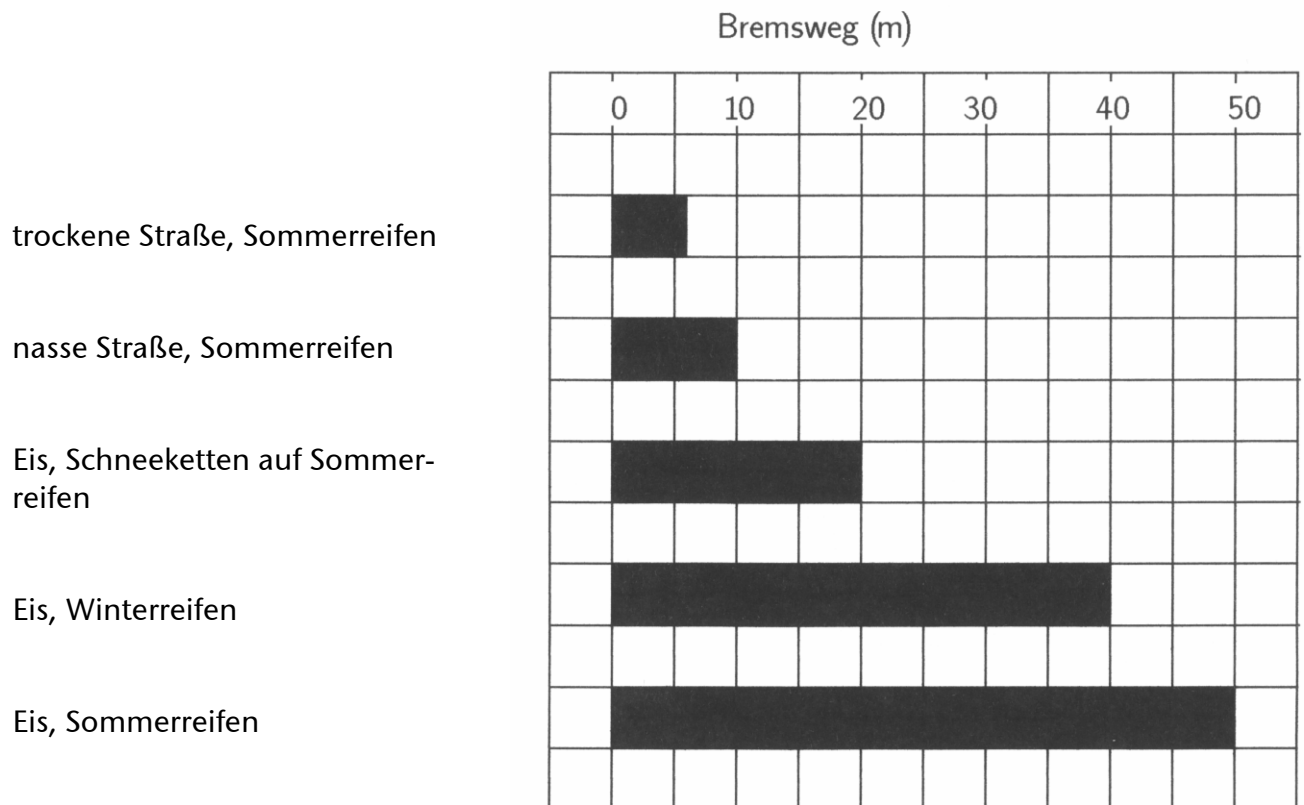 Bremsweg (m)
0 10 20 30 40 50
trockene Straße, Sommerreifen
nasse Straße, Sommerreifen
Eis, Schneeketten auf Sommer-
reifen
Eis, Winterreifen
Eis, Sommerreifen